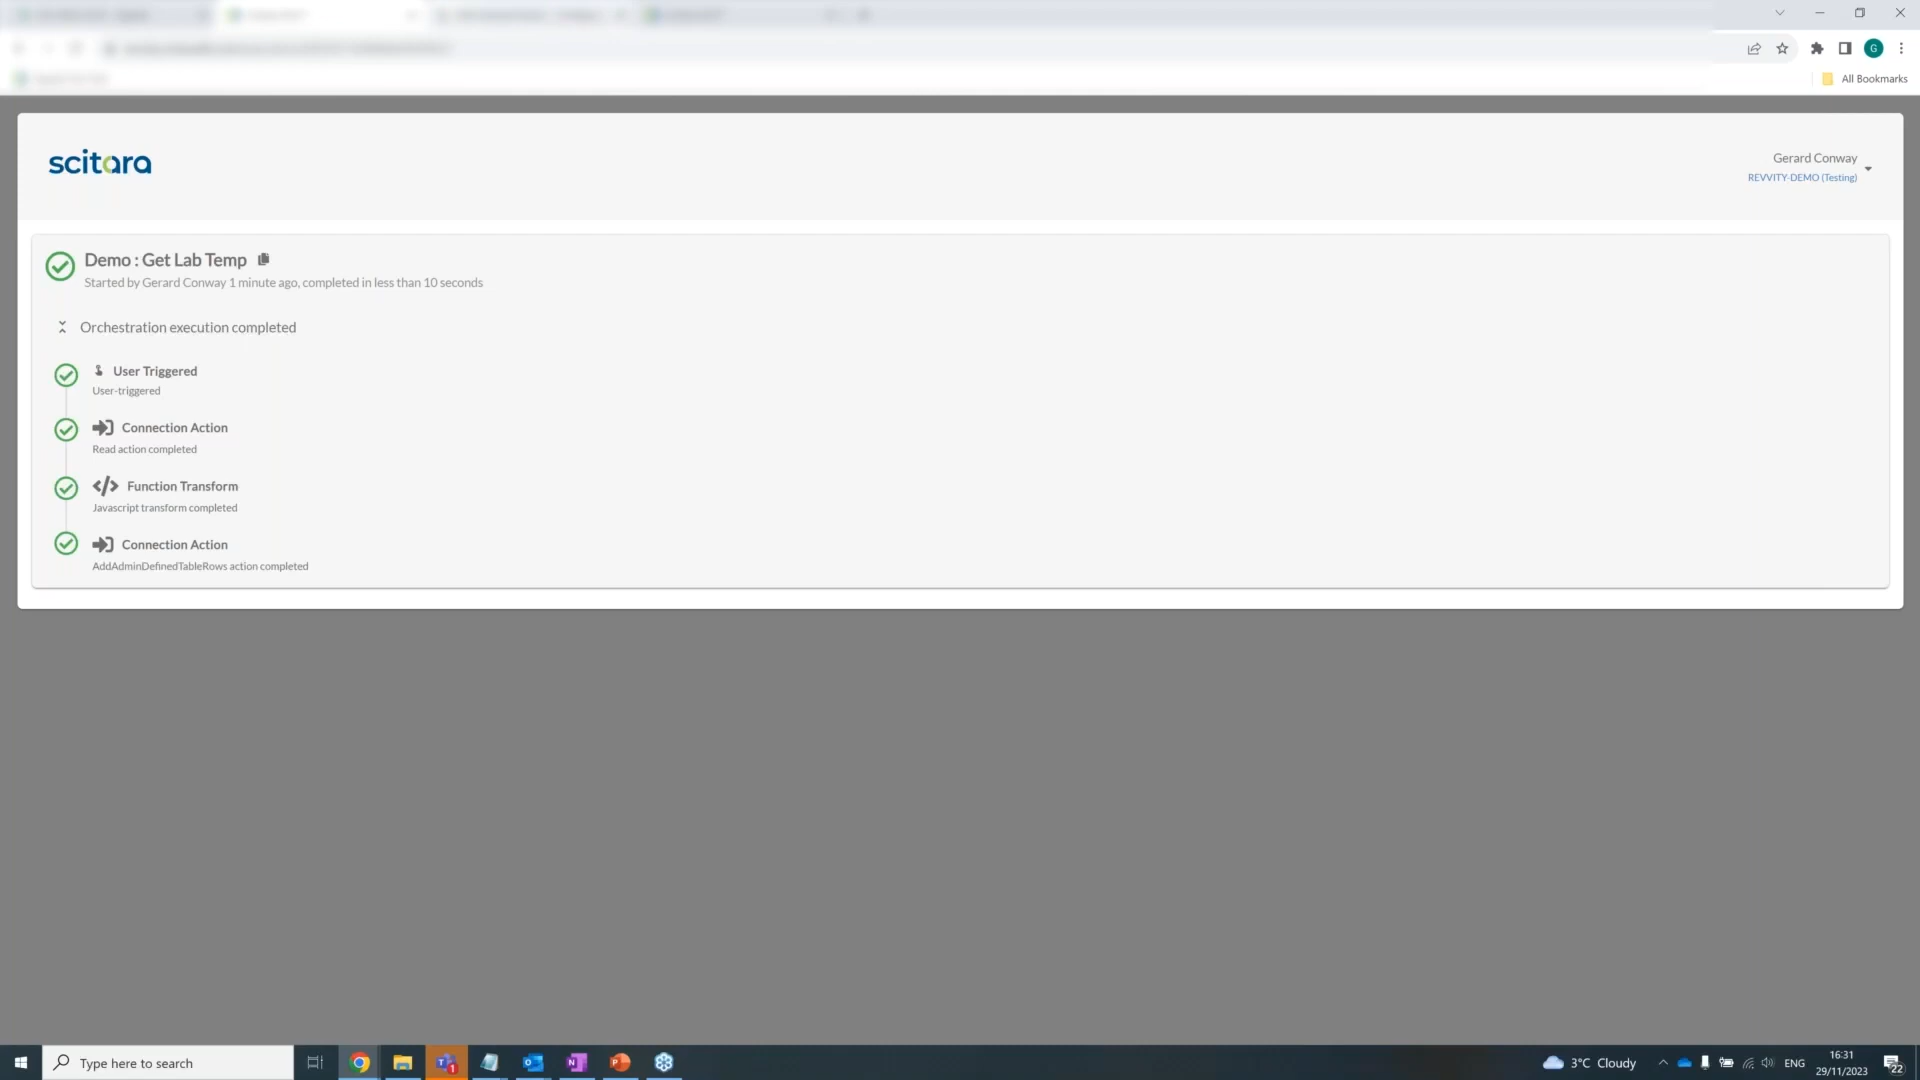 All Bookmarks
scitara
Gerard Conway
REVVITY-DEMO (Testing)
Demo : Get Lab Temp
Started by Gerard Conway 1 minute ago, completed in less than 10 seconds
Orchestration execution completed
User Triggered
User-triggered
Connection Action
Read action completed
Function Transform
Javascript transform completed
Connection Action
AddAdminDefinedTableRows action completed
Type here to search
3°C Cloudy
ENG
16:31
29/11/2023
22